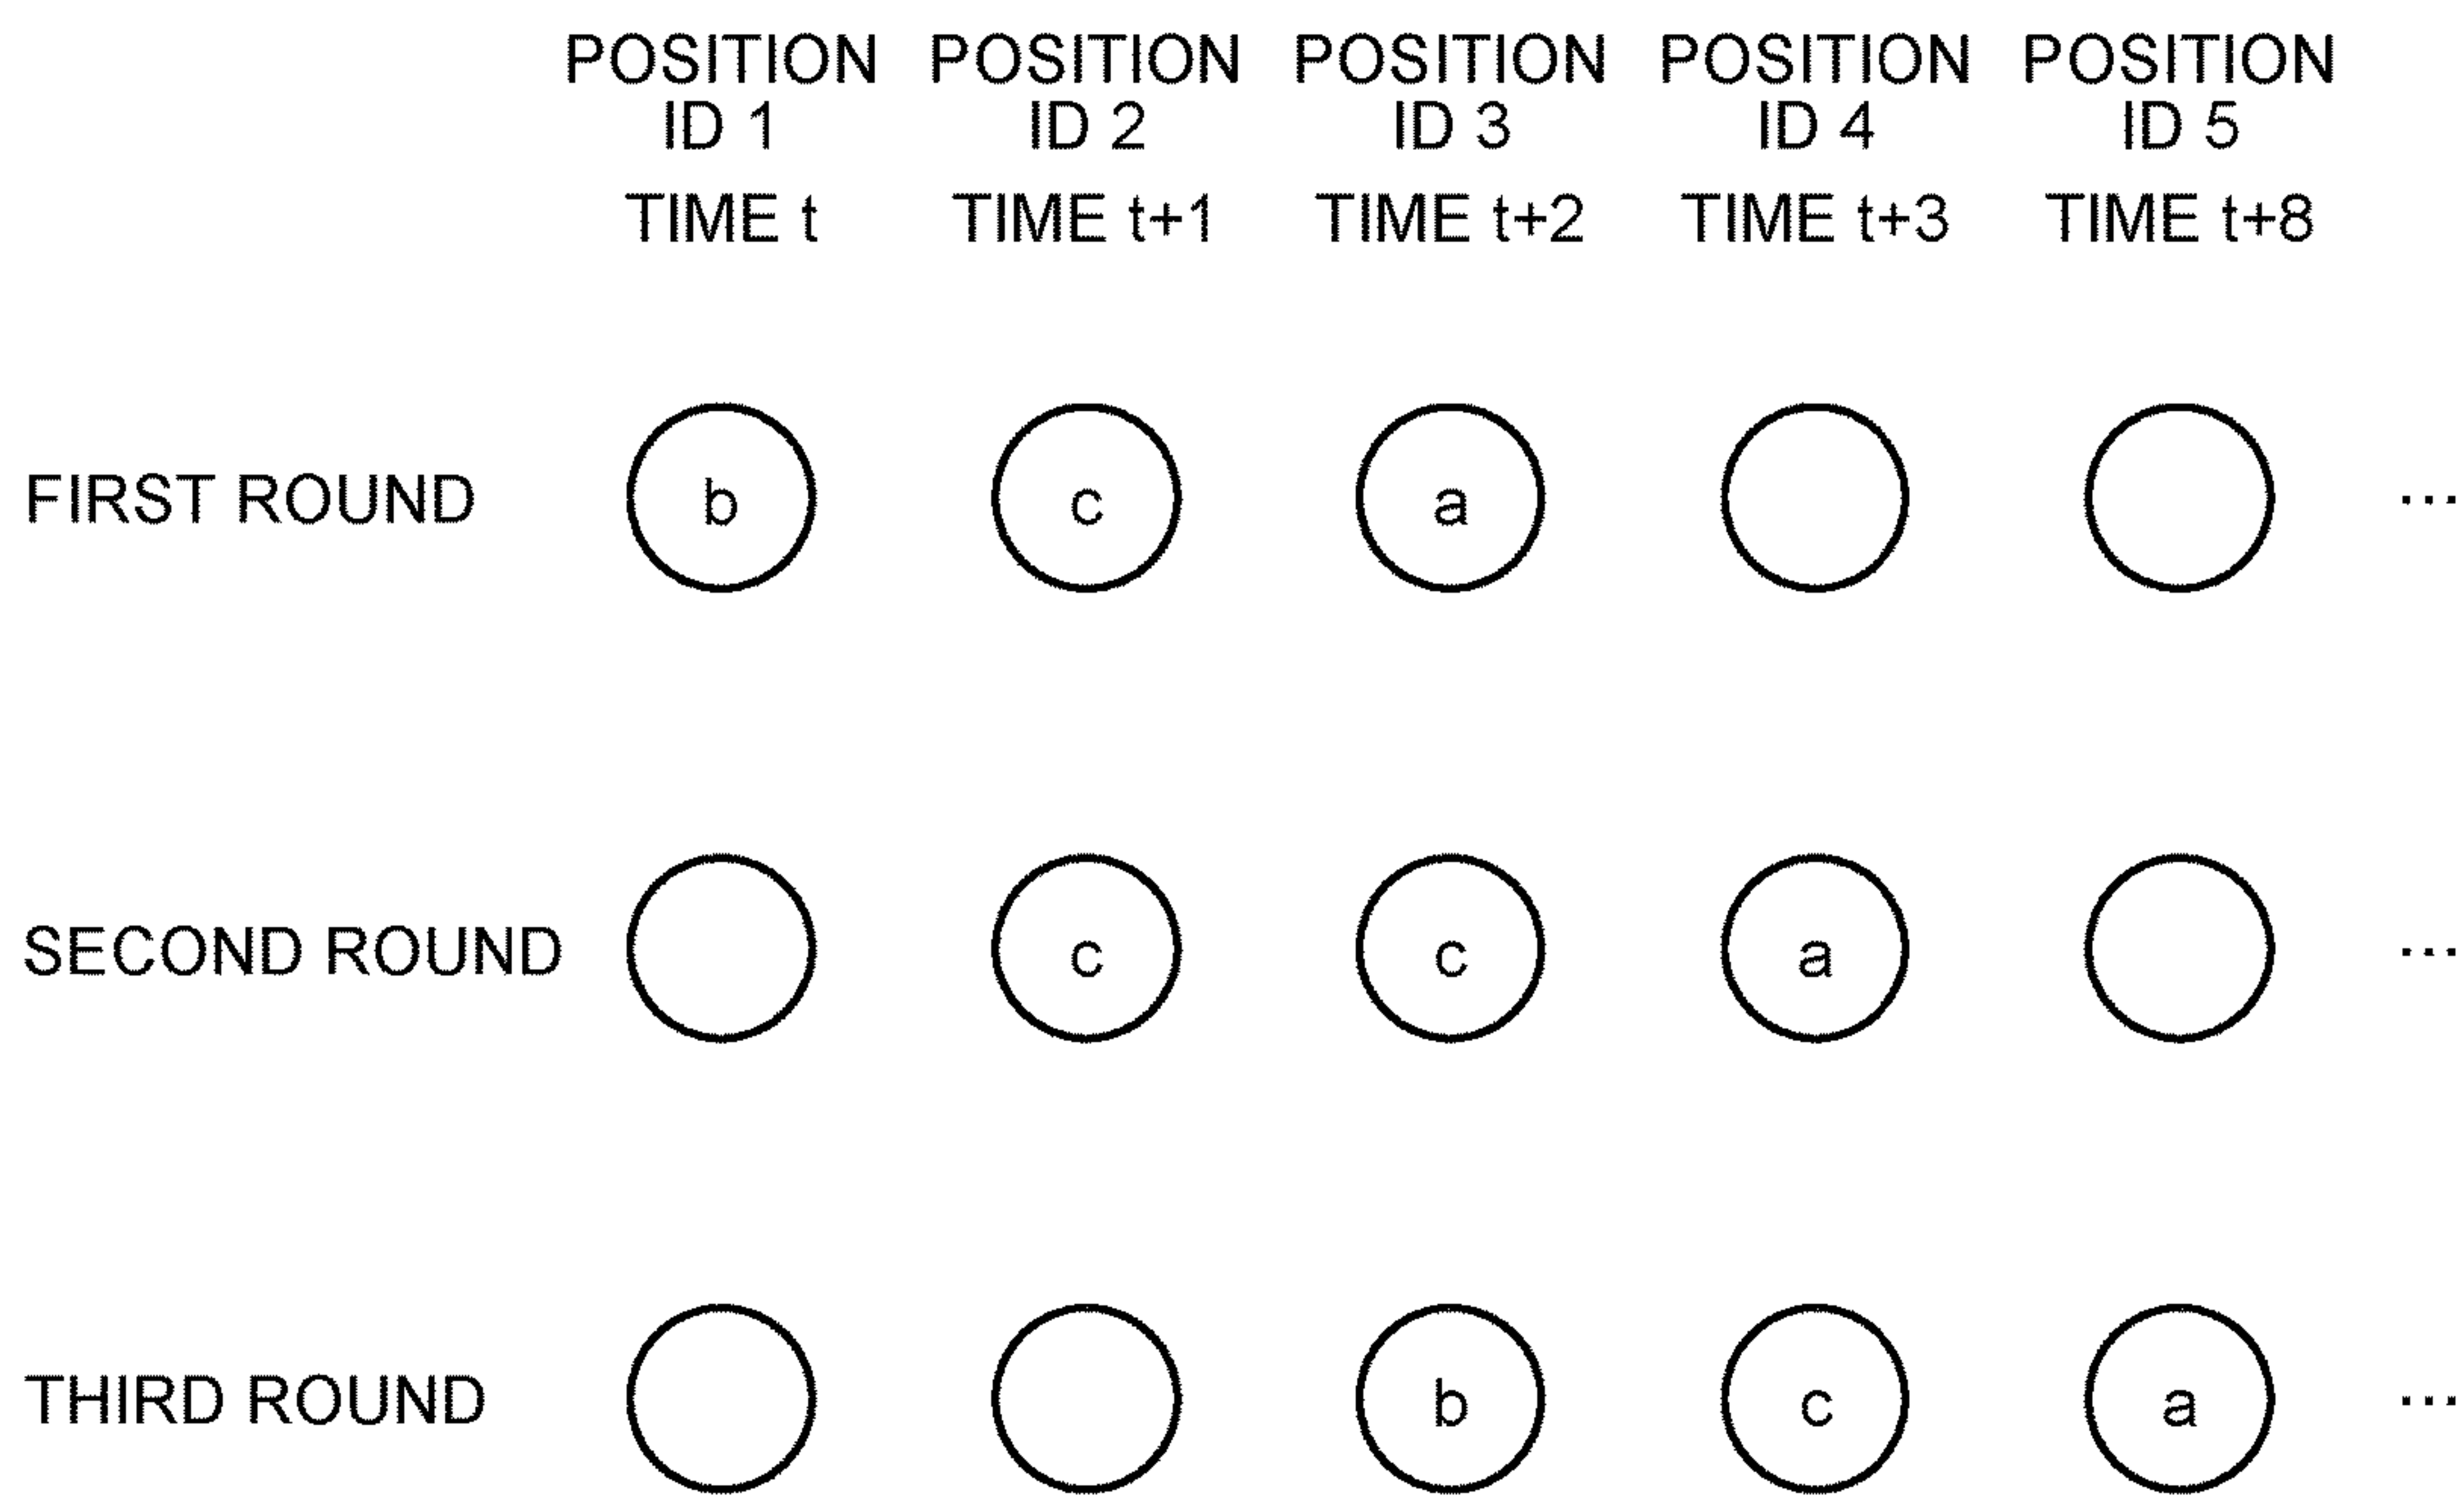 POSITION POSITION POSITION POSITION POSITION
ID 1 ID 2 ID 3 ID 4 ID 5
TIME t TIME t+1 TIME t+2 TIME t+3 TIME t+8
FIRST ROUND b c a ...
SECOND ROUND c c a ...
THIRD ROUND b c a ...